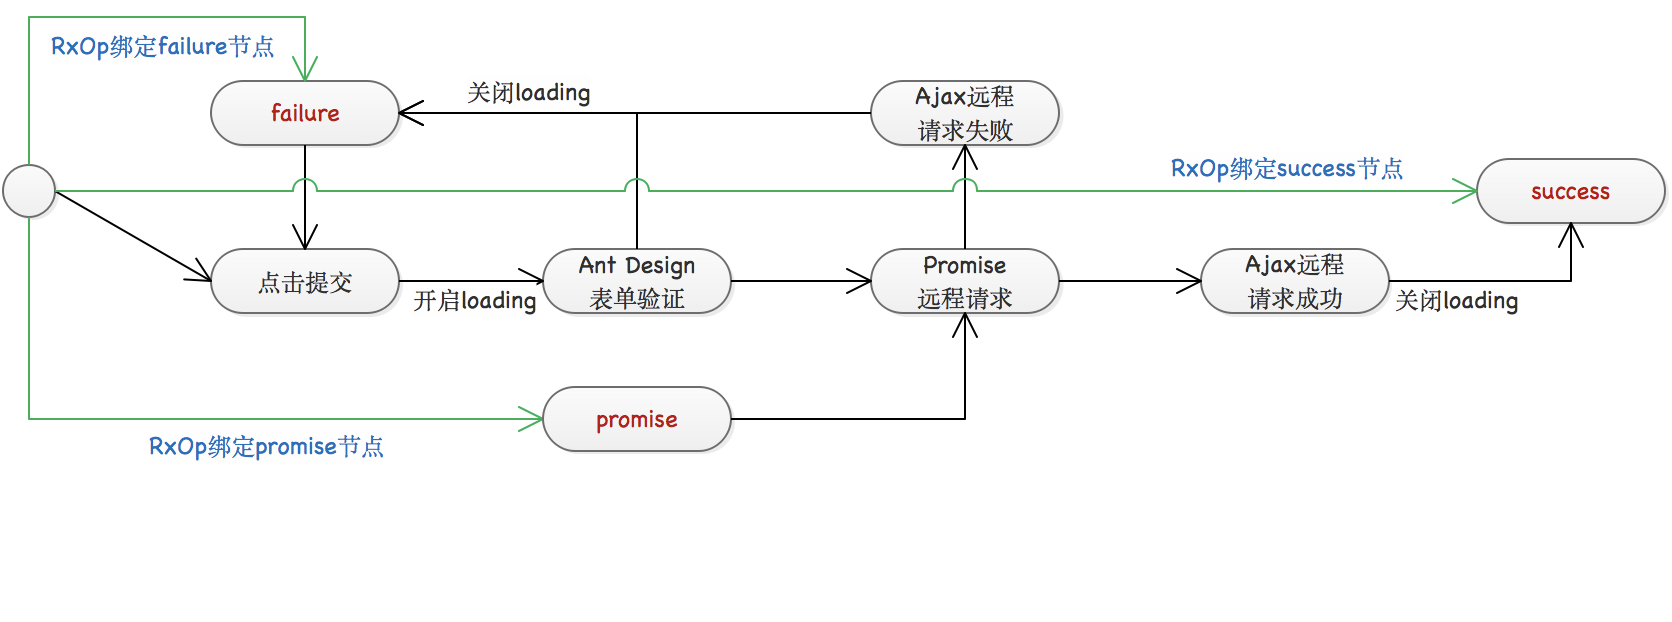 RxOp绑定failure节点
failure
关闭loading
Ajax远程
请求失败
RxOp绑定success节点
success
点击提交
开启loading
Ant Design
表单验证
Promise
远程请求
Ajax远程
请求成功
关闭loading
promise
RxOp绑定promise节点